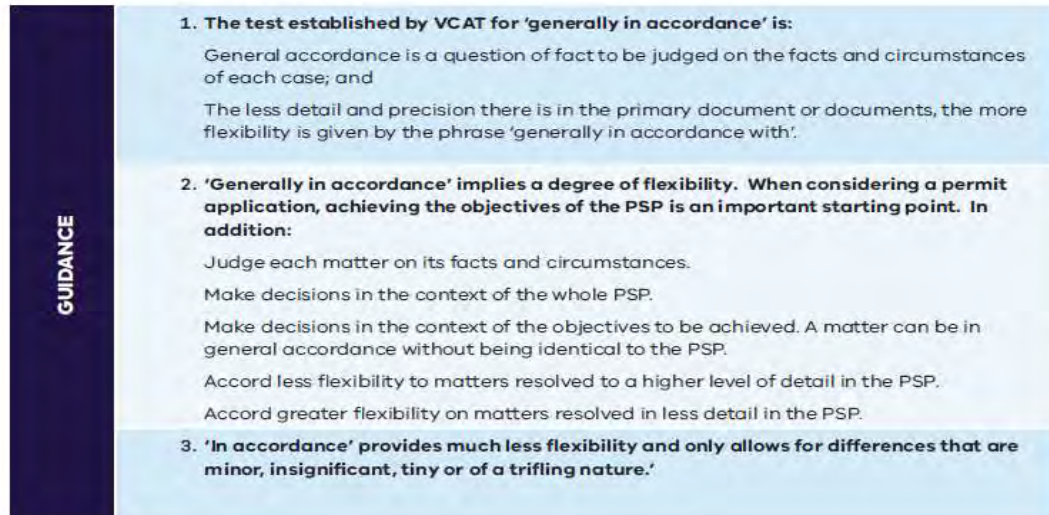 GUIDANCE
1. The test established by VCAT for ‘generally in accordance’ is:
General accordance is a question of fact to be judged on the facts and circumstances
of each case; and
The less detail and precision there is in the primary document or documents, the more
flexibility is given by the phrase ‘generally in accordance with’.
2. ‘Generally in accordance’ implies a degree of flexibility. When considering a permit
application, achieving the objectives of the PSP is an important starting point. In
addition:
Judge each matter on its facts and circumstances.
Make decisions in the context of the whole PSP.
Make decisions in the context of the objectives to be achieved. A matter can be in
general accordance without being identical to the PSP.
Accord less flexibility to matters resolved to a higher level of detail in the PSP.
Accord greater flexibility on matters resolved in less detail in the PSP.
3. ‘In accordance’ provides much less flexibility and only allows for differences that are
minor, insignificant, tiny or of a trifling nature.’